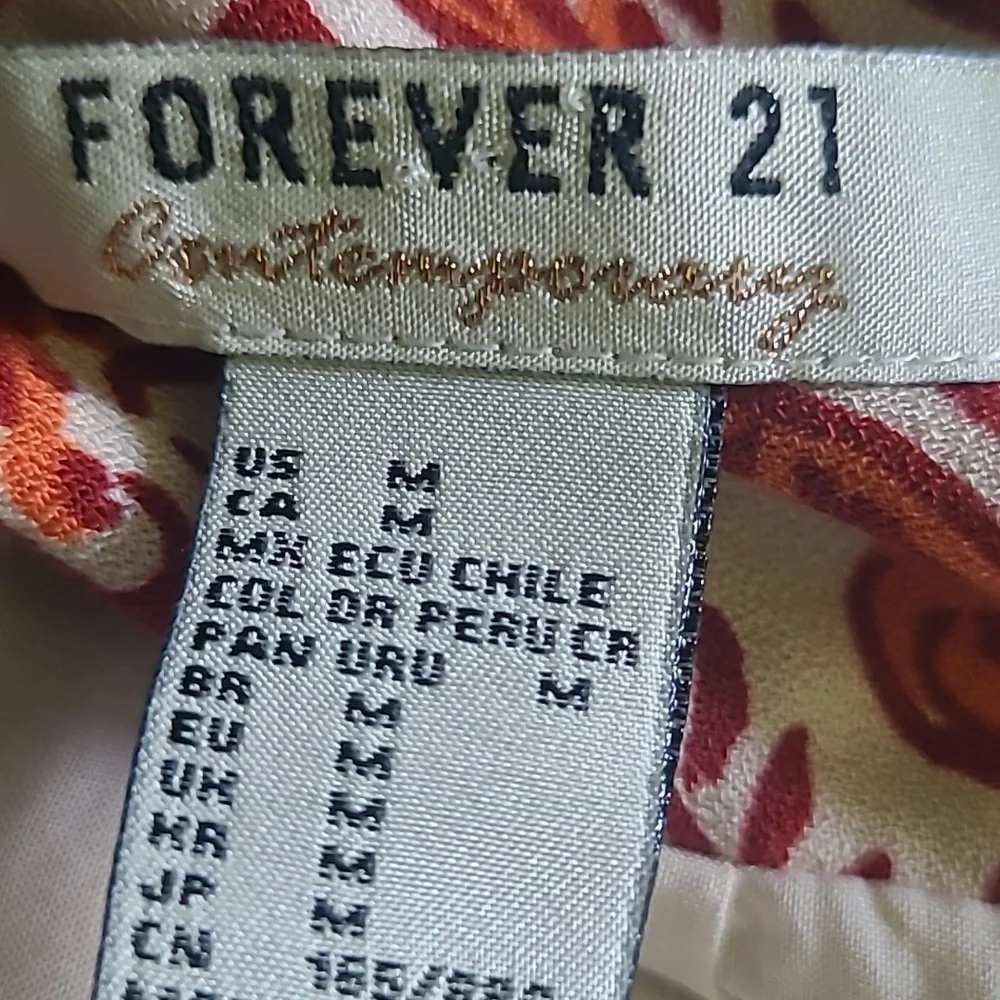 FOREVER 21
Contemporary
US M
CA M
MX ECU CHILE
COL DR PERU CR
PAN URU M
BR M
EU M
UK M
KR M
JP M
CN